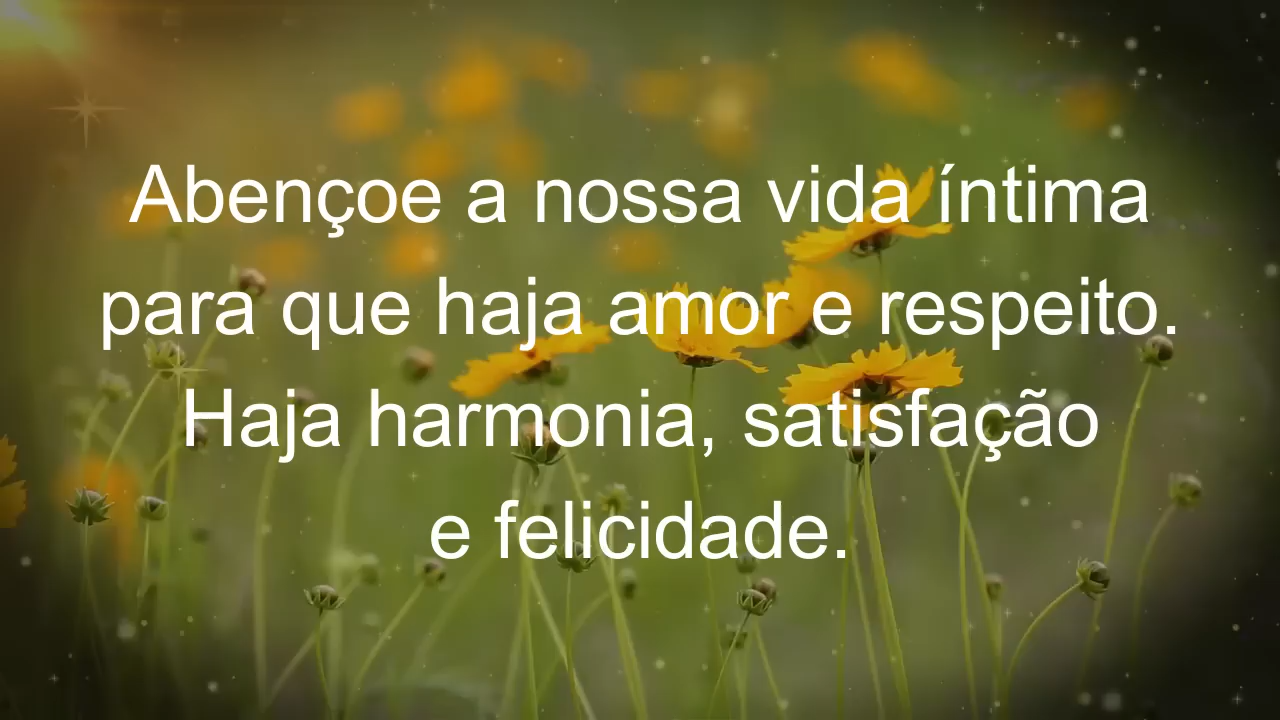 Abençoe a nossa vida íntima
para que haja amor e respeito.
Haja harmonia, satisfação
e felicidade.